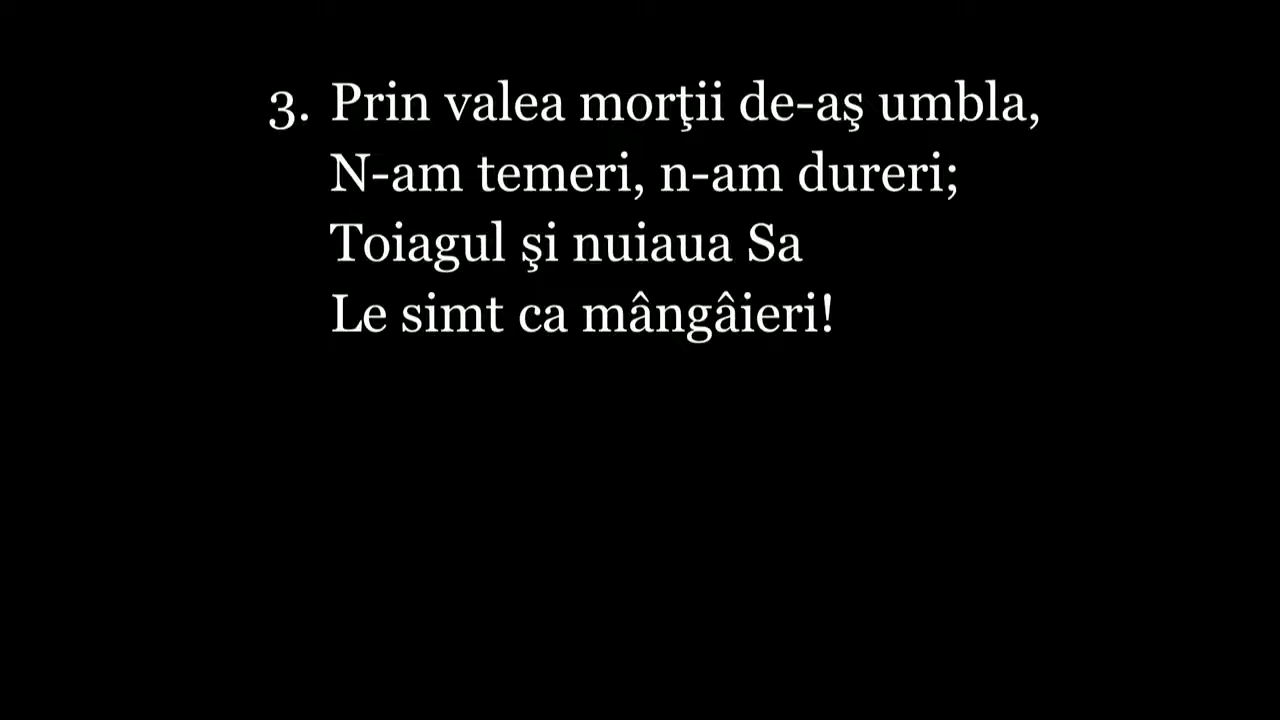 3. Prin valea morţii de-aş umbla,
N-am temeri, n-am dureri;
Toiagul şi nuiaua Sa
Le simt ca mângâieri!